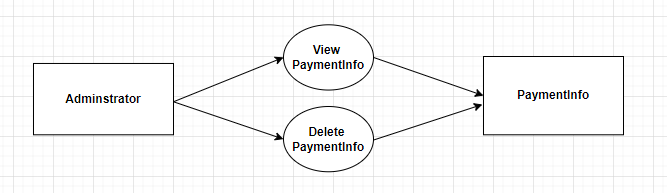 View
PaymentInfo
Adminstrator
PaymentInfo
Delete
PaymentInfo